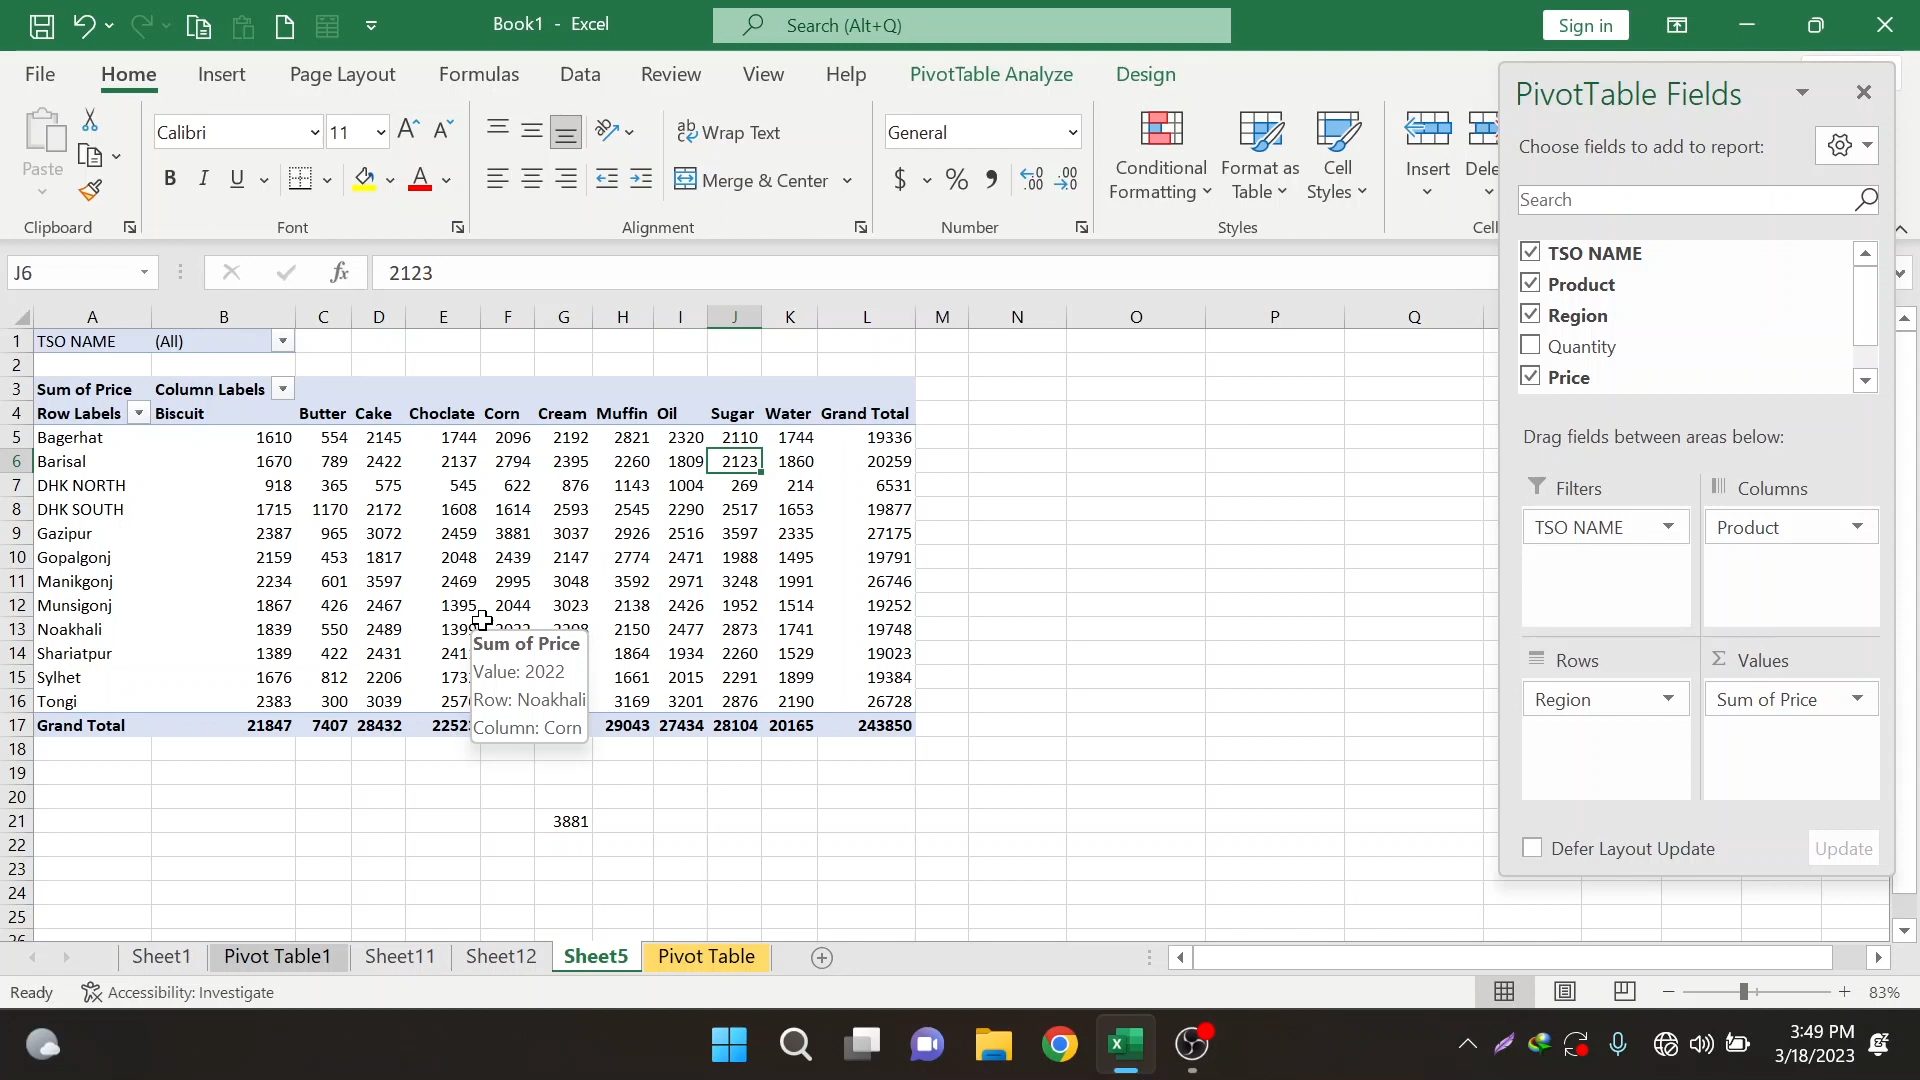 Book1 - Excel
Search (Alt+Q)
Sign in
File Home Insert Page Layout Formulas Data Review View Help PivotTable Analyze Design
Paste
Calibri 11
Wrap Text
Merge & Center
General
Conditional Formatting
Format as Table
Cell Styles
Insert
Dele
Clipboard Font Alignment Number Styles Cell
J6 fx 2123
A B C D E F G H I J K L M N O P Q
1 TSO NAME (All)
2
3 Sum of Price Column Labels
4 Row Labels Biscuit Butter Cake Choclate Corn Cream Muffin Oil Sugar Water Grand Total
5 Bagerhat 1610 554 2145 1744 2096 2192 2821 2320 2110 1744 19336
6 Barisal 1670 789 2422 2137 2794 2395 2260 1809 2123 1860 20259
7 DHK NORTH 918 365 575 545 622 876 1143 1004 269 214 6531
8 DHK SOUTH 1715 1170 2172 1608 1614 2593 2545 2290 2517 1653 19877
9 Gazipur 2387 965 3072 2459 3881 3037 2926 2516 3597 2335 27175
10 Gopalgonj 2159 453 1817 2048 2439 2147 2774 2471 1988 1495 19791
11 Manikgonj 2234 601 3597 2469 2995 3048 3592 2971 3248 1991 26746
12 Munsigonj 1867 426 2467 1395 2044 3023 2138 2426 1952 1514 19252
13 Noakhali 1839 550 2489 139 2150 2477 2873 1741 19748
14 Shariatpur 1389 422 2431 241 1864 1934 2260 1529 19023
15 Sylhet 1676 812 2206 173 1661 2015 2291 1899 19384
16 Tongi 2383 300 3039 257 3169 3201 2876 2190 26728
17 Grand Total 21847 7407 28432 2252 29043 27434 28104 20165 243850
18
19
20
21 3881
22
23
24
25
26
Sum of Price
Value: 2022
Row: Noakhali
Column: Corn
PivotTable Fields
Choose fields to add to report:
Search
TSO NAME
Product
Region
Quantity
Price
Drag fields between areas below:
Filters
TSO NAME
Columns
Product
Rows
Region
Values
Sum of Price
Defer Layout Update
Update
Sheet1 Pivot Table1 Sheet11 Sheet12 Sheet5 Pivot Table
Ready
Accessibility: Investigate
83%
3:49 PM
3/18/2023